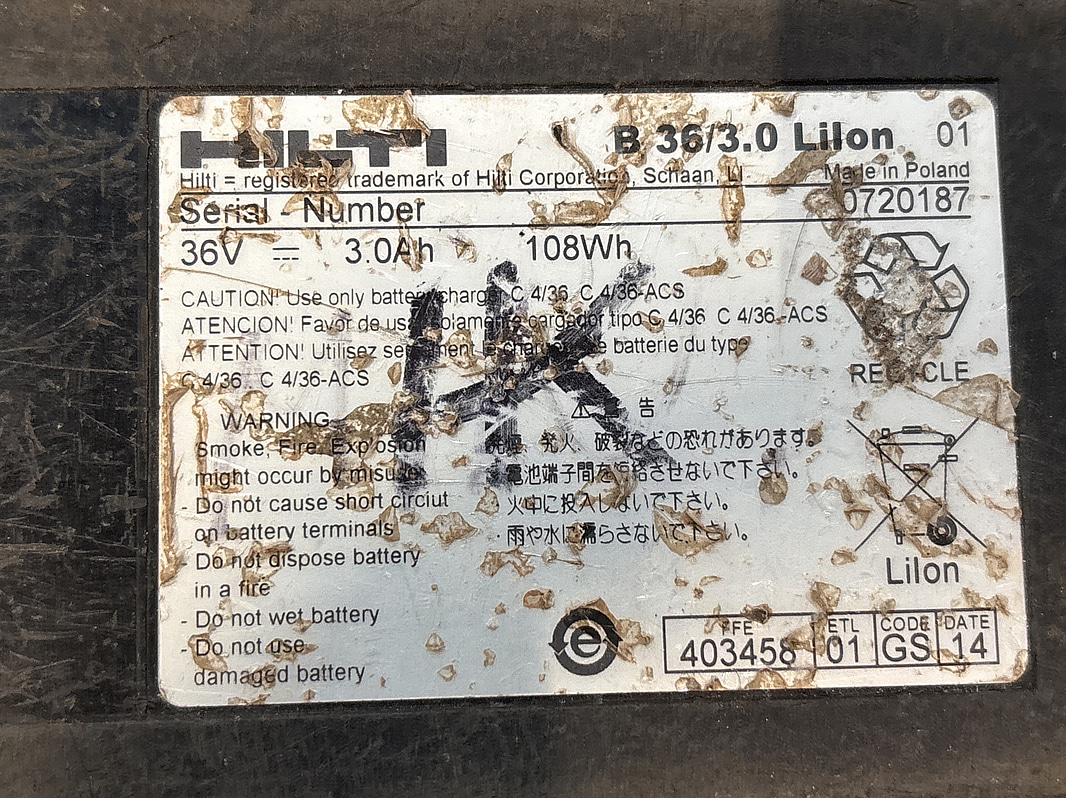 HILTI
B 36/3.0 LiIon 01
Hilti = registered trademark of Hilti Corporation, Schaan, LI
Made in Poland
Serial - Number 0720187
36V 3.0Ah 108Wh
CAUTION! Use only battery charger C 4/36 C 4/36-ACS
ATENCION! Favor de usar solamente cargador tipo C 4/36 C 4/36-ACS
ATTENTION! Utilisez seulement le chargeur de batterie du type
C 4/36 C 4/36-ACS
RECYCLE
WARNING
Smoke, Fire, Explosion
might occur by misuse
- Do not cause short circiut
on battery terminals
- Do not dispose battery
in a fire
- Do not wet battery
- Do not use
damaged battery
警告
発煙、発火、破裂などの恐れがあります。
・電池端子間を短絡させないで下さい。
・火中に投入しないで下さい。
・雨や水に濡らさないで下さい。
LiIon
e
FFE ETL CODE DATE
403458 01 GS 14